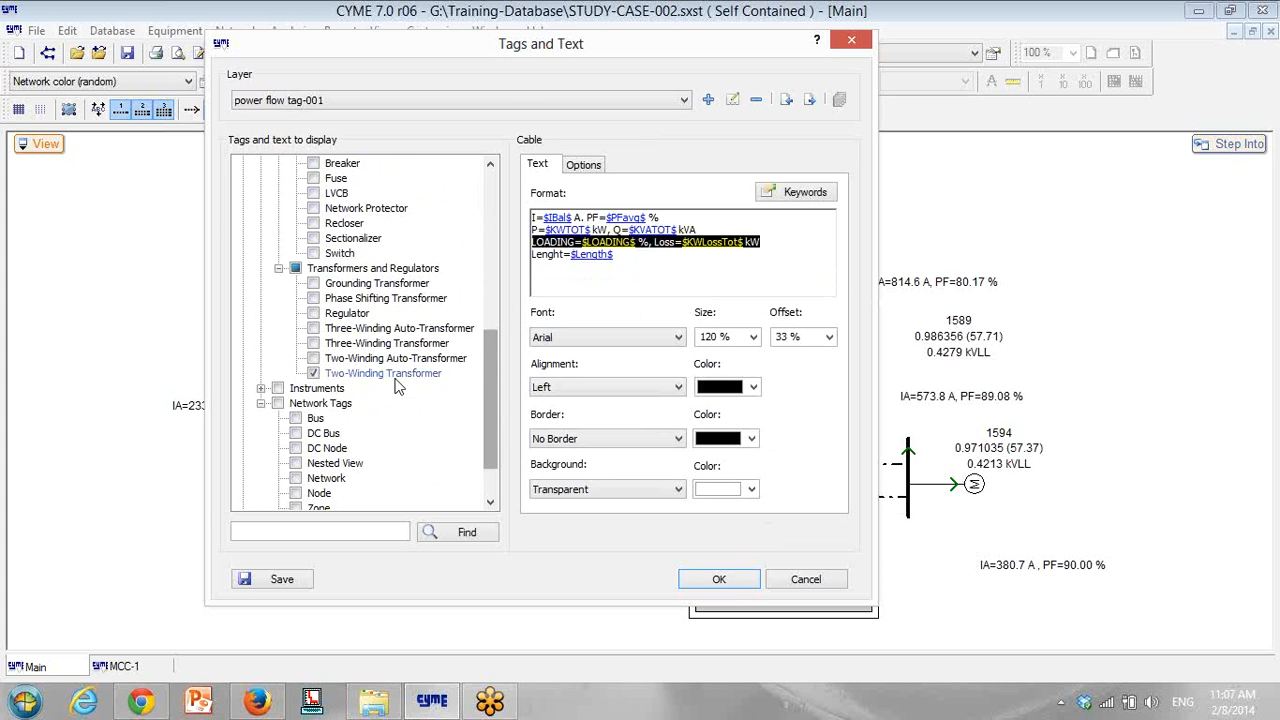 CYME 7.0 r06 - G:\Training-Database\STUDY-CASE-002.sxst ( Self Contained ) - [Main]
File Edit Database Equipment
Tags and Text
?
100 %
Network color (random)
Layer
power flow tag-001
View
Step Into
Tags and text to display
Breaker
Fuse
LVCB
Network Protector
Recloser
Sectionalizer
Switch
Transformers and Regulators
Grounding Transformer
Phase Shifting Transformer
Regulator
Three-Winding Auto-Transformer
Three-Winding Transformer
Two-Winding Auto-Transformer
Two-Winding Transformer
Instruments
Network Tags
Bus
DC Bus
DC Node
Nested View
Network
Node
Zone
Find
Save
Cable
Text Options
Format:
Keywords
I=$IBal$ A. PF=$PFavg$ %
P=$KWTOT$ kW, Q=$KVATOT$ kVA
LOADING=$LOADING$ %, Loss=$KWLossTot$ kW
Lenght=$Length$
Font: Size: Offset:
Arial 120 % 33 %
Alignment: Color:
Left
Border: Color:
No Border
Background: Color:
Transparent
OK Cancel
=814.6 A, PF=80.17 %
1589
0.986356 (57.71)
0.4279 kVLL
IA=573.8 A, PF=89.08 %
1594
0.971035 (57.37)
0.4213 kVLL
M
IA=380.7 A , PF=90.00 %
IA=233
Main MCC-1
CYME
ENG
11:07 AM
2/8/2014